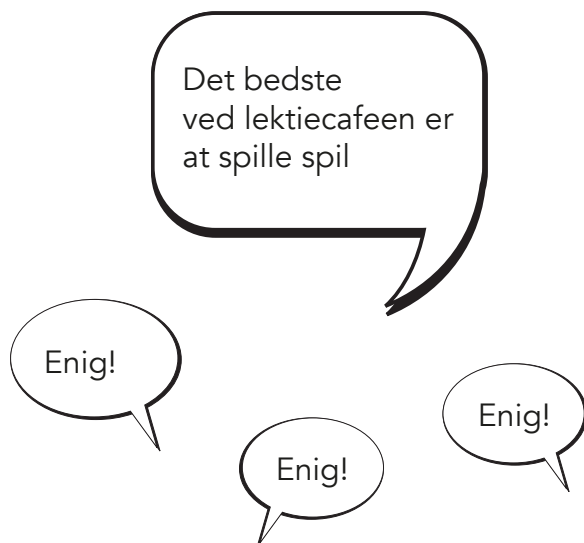 Det bedste
ved lektiecafeen er
at spille spil
Enig!
Enig!
Enig!